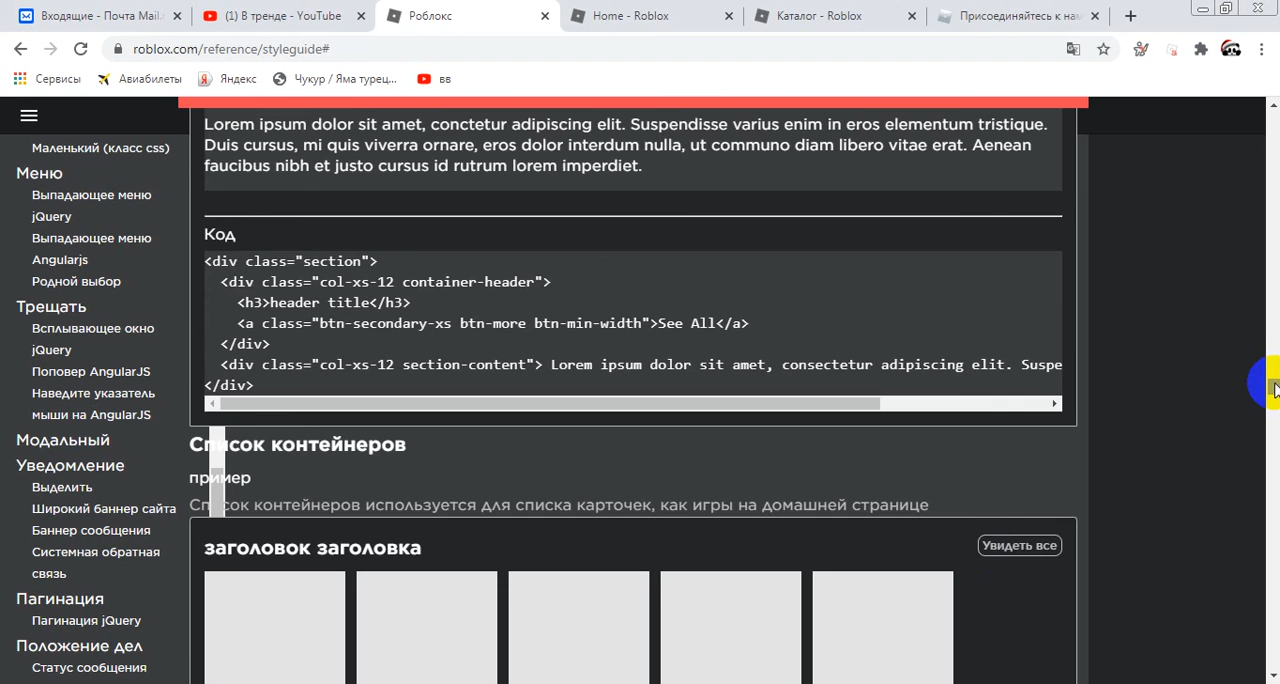 Входящие - Почта Mail.
(1) В тренде - YouTube
Роблокс
Home - Roblox
Каталог - Roblox
Присоединяйтесь к нам
roblox.com/reference/styleguide#
Сервисы
Авиабилеты
Яндекс
Чукур / Яма турец...
вв
Маленький (класс css)
Меню
Выпадающее меню
jQuery
Выпадающее меню
Angularjs
Родной выбор
Трещать
Всплывающее окно
jQuery
Поповер AngularJS
Наведите указатель
мыши на AngularJS
Модальный
Уведомление
Выделить
Широкий баннер сайта
Баннер сообщения
Системная обратная
связь
Пагинация
Пагинация jQuery
Положение дел
Статус сообщения
Lorem ipsum dolor sit amet, conctetur adipiscing elit. Suspendisse varius enim in eros elementum tristique.
Duis cursus, mi quis viverra ornare, eros dolor interdum nulla, ut communo diam libero vitae erat. Aenean
faucibus nibh et justo cursus id rutrum lorem imperdiet.
Код
<div class="section">
<div class="col-xs-12 container-header">
<h3>header title</h3>
<a class="btn-secondary-xs btn-more btn-min-width">See All</a>
</div>
<div class="col-xs-12 section-content"> Lorem ipsum dolor sit amet, consectetur adipiscing elit. Suspe
</div>
Список контейнеров
пример
Список контейнеров используется для списка карточек, как игры на домашней странице
заголовок заголовка
Увидеть все